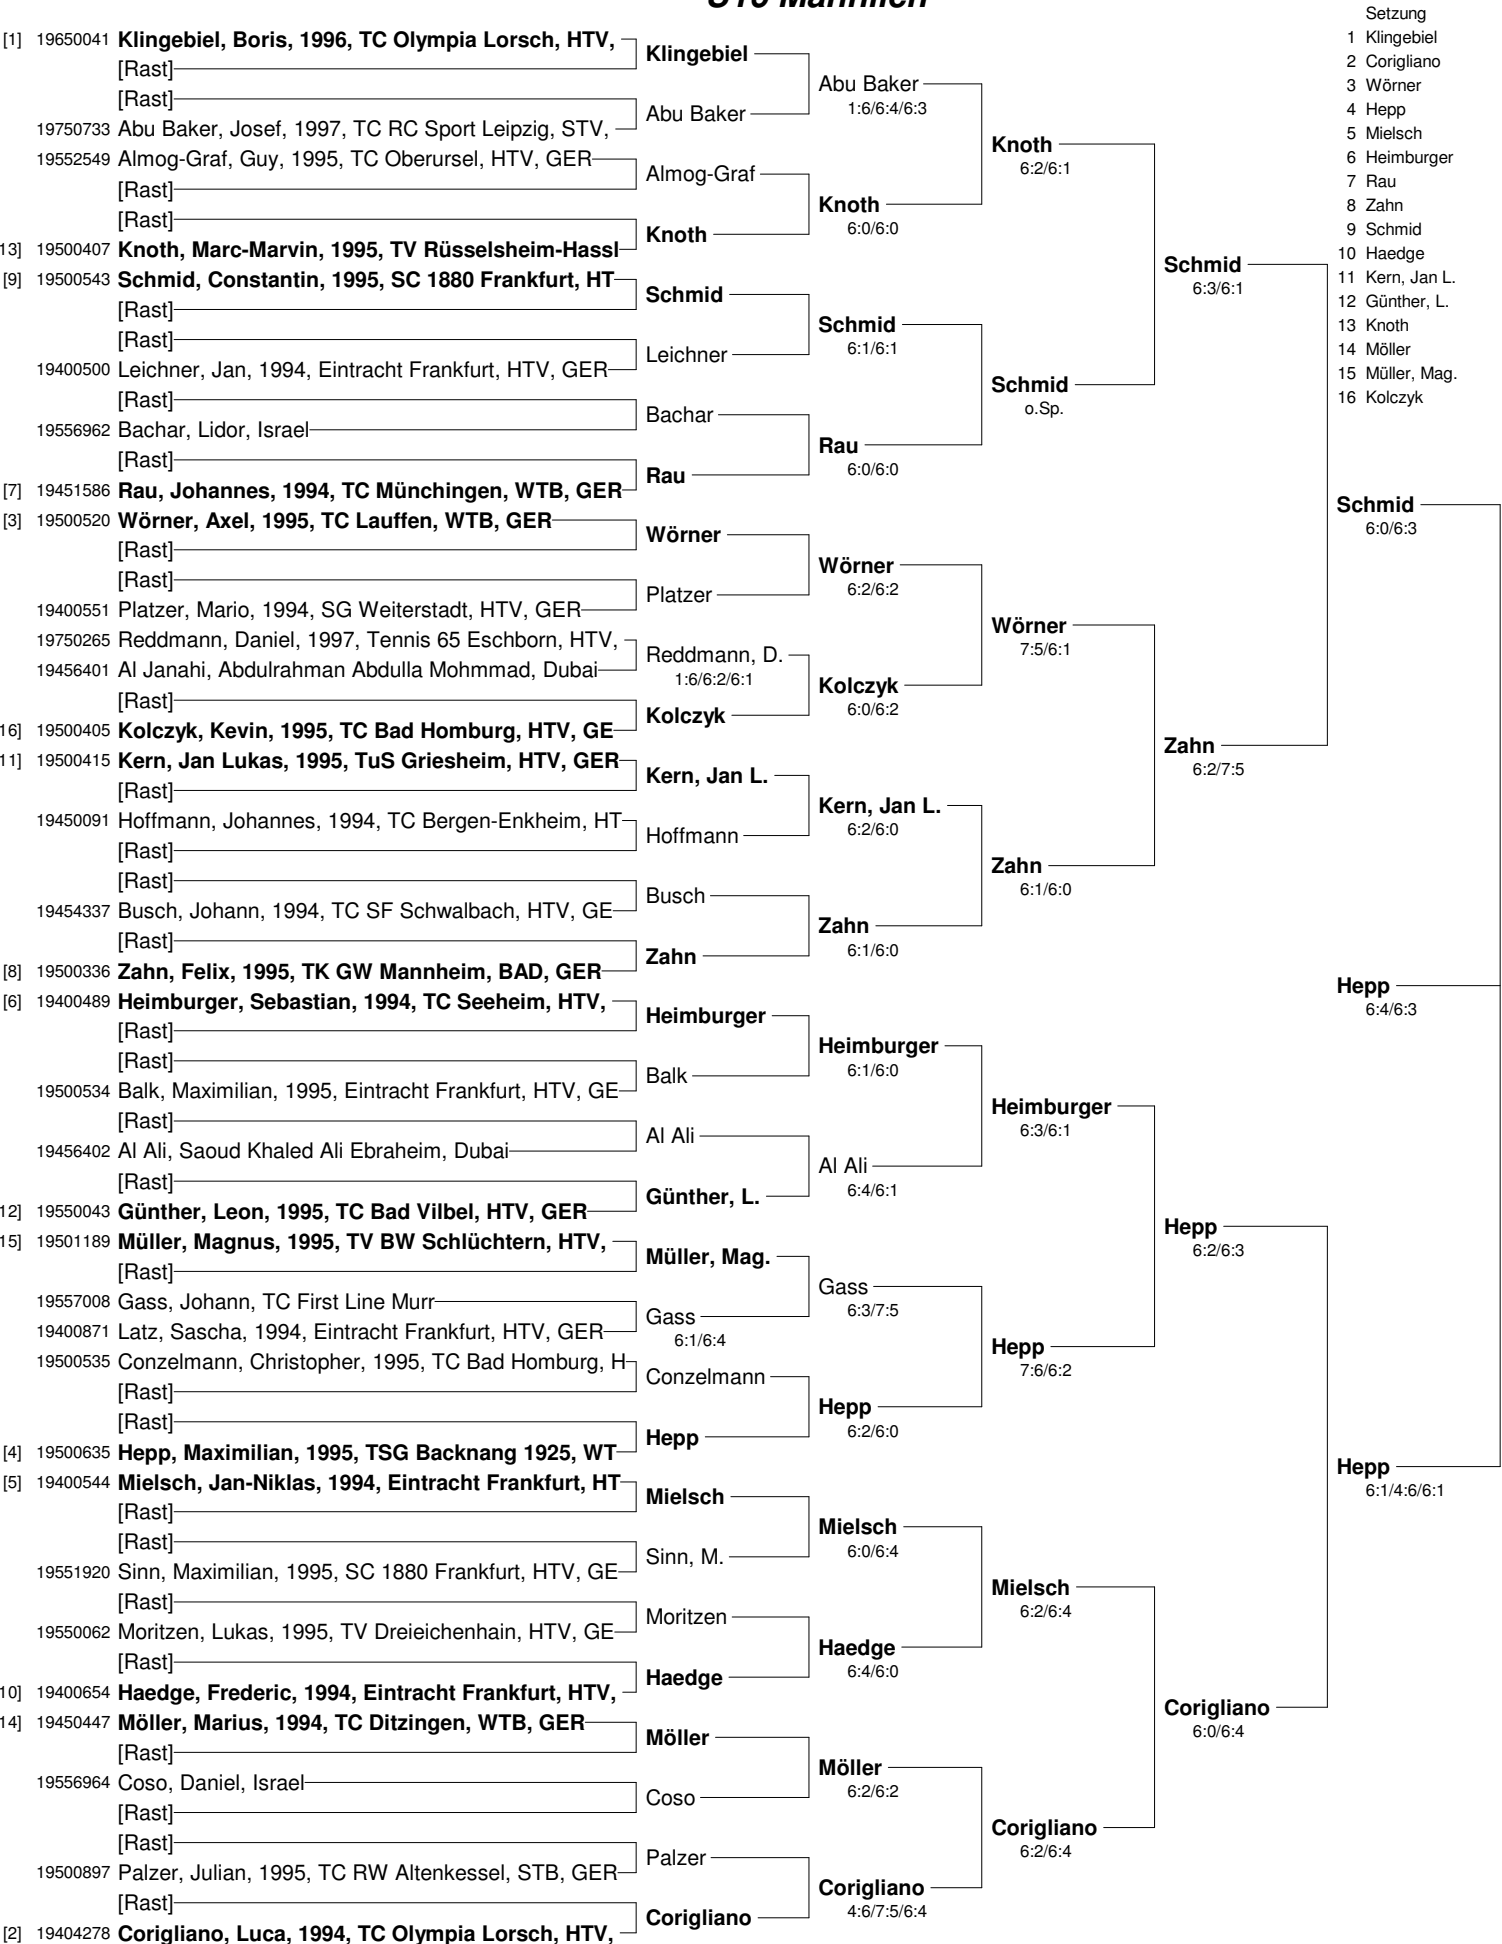 [1] 19650041 Klingebiel, Boris, 1996, TC Olympia Lorsch, HTV,
[Rast]
[Rast]
19750733 Abu Baker, Josef, 1997, TC RC Sport Leipzig, STV,
19552549 Almog-Graf, Guy, 1995, TC Oberursel, HTV, GER
[Rast]
[Rast]
13] 19500407 Knoth, Marc-Marvin, 1995, TV Rüsselsheim-Hassl
[9] 19500543 Schmid, Constantin, 1995, SC 1880 Frankfurt, HT
[Rast]
[Rast]
19400500 Leichner, Jan, 1994, Eintracht Frankfurt, HTV, GER
[Rast]
19556962 Bachar, Lidor, Israel
[Rast]
[7] 19451586 Rau, Johannes, 1994, TC Münchingen, WTB, GER
[3] 19500520 Wörner, Axel, 1995, TC Lauffen, WTB, GER
[Rast]
[Rast]
19400551 Platzer, Mario, 1994, SG Weiterstadt, HTV, GER
19750265 Reddmann, Daniel, 1997, Tennis 65 Eschborn, HTV,
19456401 Al Janahi, Abdulrahman Abdulla Mohmmad, Dubai
[Rast]
16] 19500405 Kolczyk, Kevin, 1995, TC Bad Homburg, HTV, GE
11] 19500415 Kern, Jan Lukas, 1995, TuS Griesheim, HTV, GER
[Rast]
19450091 Hoffmann, Johannes, 1994, TC Bergen-Enkheim, HT
[Rast]
[Rast]
19454337 Busch, Johann, 1994, TC SF Schwalbach, HTV, GE
[Rast]
[8] 19500336 Zahn, Felix, 1995, TK GW Mannheim, BAD, GER
[6] 19400489 Heimburger, Sebastian, 1994, TC Seeheim, HTV,
[Rast]
[Rast]
19500534 Balk, Maximilian, 1995, Eintracht Frankfurt, HTV, GE
[Rast]
19456402 Al Ali, Saoud Khaled Ali Ebraheim, Dubai
[Rast]
12] 19550043 Günther, Leon, 1995, TC Bad Vilbel, HTV, GER
15] 19501189 Müller, Magnus, 1995, TV BW Schlüchtern, HTV,
[Rast]
19557008 Gass, Johann, TC First Line Murr
19400871 Latz, Sascha, 1994, Eintracht Frankfurt, HTV, GER
19500535 Conzelmann, Christopher, 1995, TC Bad Homburg, H
[Rast]
[Rast]
[4] 19500635 Hepp, Maximilian, 1995, TSG Backnang 1925, WT
[5] 19400544 Mielsch, Jan-Niklas, 1994, Eintracht Frankfurt, HT
[Rast]
[Rast]
19551920 Sinn, Maximilian, 1995, SC 1880 Frankfurt, HTV, GE
[Rast]
19550062 Moritzen, Lukas, 1995, TV Dreieichenhain, HTV, GE
[Rast]
10] 19400654 Haedge, Frederic, 1994, Eintracht Frankfurt, HTV,
14] 19450447 Möller, Marius, 1994, TC Ditzingen, WTB, GER
[Rast]
19556964 Coso, Daniel, Israel
[Rast]
[Rast]
19500897 Palzer, Julian, 1995, TC RW Altenkessel, STB, GER
[Rast]
[2] 19404278 Corigliano, Luca, 1994, TC Olympia Lorsch, HTV,
Klingebiel
Abu Baker
Almog-Graf
Knoth
Schmid
Leichner
Bachar
Rau
Wörner
Platzer
Reddmann, D.
1:6/6:2/6:1
Kolczyk
Kern, Jan L.
Hoffmann
Busch
Zahn
Heimburger
Balk
Al Ali
Günther, L.
Müller, Mag.
Gass
6:1/6:4
Conzelmann
Hepp
Mielsch
Sinn, M.
Moritzen
Haedge
Möller
Coso
Palzer
Corigliano
Abu Baker
1:6/6:4/6:3
Knoth
6:0/6:0
Schmid
6:1/6:1
Rau
6:0/6:0
Wörner
6:2/6:2
Kolczyk
6:0/6:2
Kern, Jan L.
6:2/6:0
Zahn
6:1/6:0
Heimburger
6:1/6:0
Al Ali
6:4/6:1
Gass
6:3/7:5
Hepp
6:2/6:0
Mielsch
6:0/6:4
Haedge
6:4/6:0
Möller
6:2/6:2
Corigliano
4:6/7:5/6:4
Knoth
6:2/6:1
Schmid
o.Sp.
Wörner
7:5/6:1
Zahn
6:1/6:0
Heimburger
6:3/6:1
Hepp
7:6/6:2
Mielsch
6:2/6:4
Corigliano
6:2/6:4
Schmid
6:3/6:1
Zahn
6:2/7:5
Hepp
6:2/6:3
Corigliano
6:0/6:4
Schmid
6:0/6:3
Hepp
6:4/6:3
Hepp
6:1/4:6/6:1
Setzung
1 Klingebiel
2 Corigliano
3 Wörner
4 Hepp
5 Mielsch
6 Heimburger
7 Rau
8 Zahn
9 Schmid
10 Haedge
11 Kern, Jan L.
12 Günther, L.
13 Knoth
14 Möller
15 Müller, Mag.
16 Kolczyk